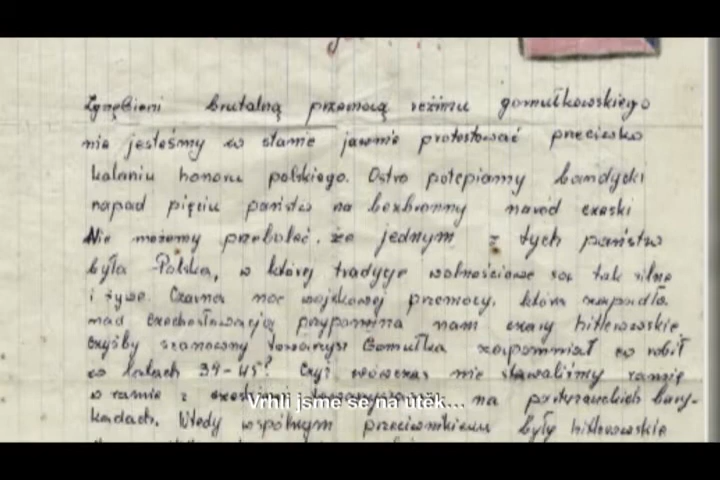 Zgnębieni brutalną przemocą reżimu gomułkowskiego
nie jesteśmy w stanie jawnie protestować przeciwko
kalaniu honoru polskiego. Ostro potępiamy bandycki
napad pięciu państw na bezbronny naród czeski
Nie możemy przeboleć, że jednym z tych państw
była Polska, w której tradycje wolnościowe są tak silne
i żywe. Czarna noc wojskowej przemocy, która zapadła
nad Czechosłowacją przypomina nam czasy hitlerowskie
czyżby szanowny towarzysz Gomułka zapomniał co robił
w latach 39-45? Czyż wówczas nie stawaliśmy ramię
w ramię z na barykadach
kadach. Wtedy wspólnym przeciwnikiem były hitlerowskie
Vrhli jsme se na útěk...